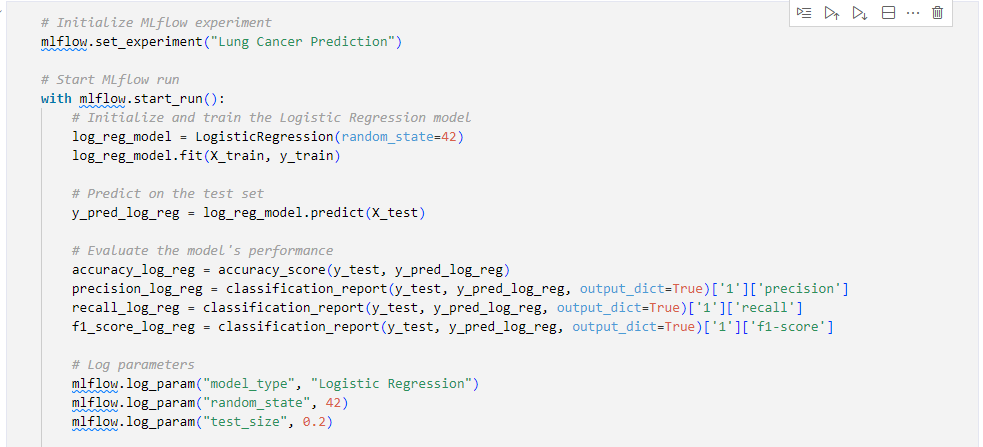 # Initialize MLflow experiment
mlflow.set_experiment("Lung Cancer Prediction")
# Start MLflow run
with mlflow.start_run():
# Initialize and train the Logistic Regression model
log_reg_model = LogisticRegression(random_state=42)
log_reg_model.fit(X_train, y_train)
# Predict on the test set
y_pred_log_reg = log_reg_model.predict(X_test)
# Evaluate the model's performance
accuracy_log_reg = accuracy_score(y_test, y_pred_log_reg)
precision_log_reg = classification_report(y_test, y_pred_log_reg, output_dict=True)['1']['precision']
recall_log_reg = classification_report(y_test, y_pred_log_reg, output_dict=True)['1']['recall']
f1_score_log_reg = classification_report(y_test, y_pred_log_reg, output_dict=True)['1']['f1-score']
# Log parameters
mlflow.log_param("model_type", "Logistic Regression")
mlflow.log_param("random_state", 42)
mlflow.log_param("test_size", 0.2)